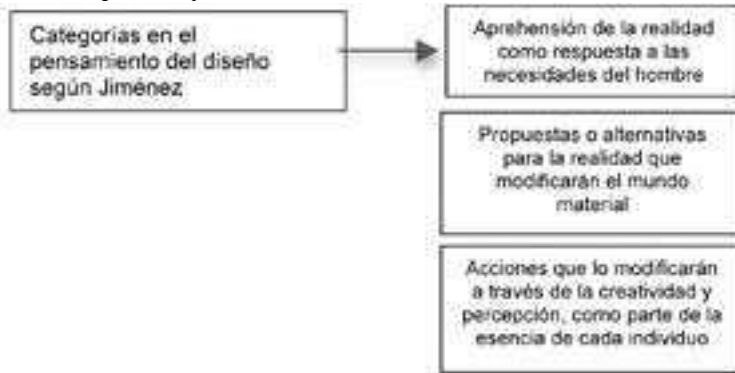 Categorías en el
pensamiento del diseño
según Jiménez
Aprehensión de la realidad
como respuesta a las
necesidades del hombre
Propuestas o alternativas
para la realidad que
modificarán el mundo
material
Acciones que lo modificarán
a través de la creatividad y
percepción, como parte de la
esencia de cada individuo